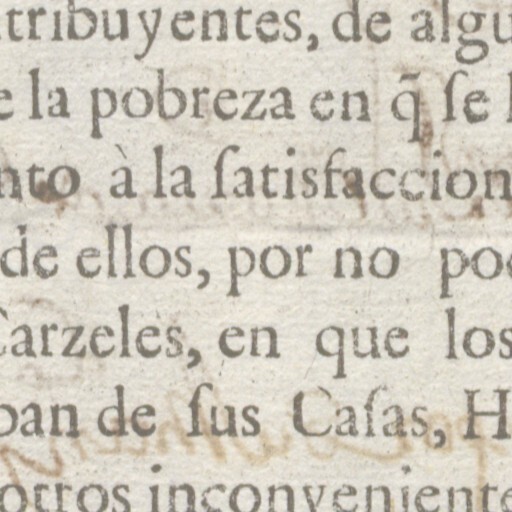 tribuyentes, de algu
e la pobreza en q̃ ſe
nto à la ſatisfaccion
de ellos, por no po
Carzeles, en que los
ban de ſus Caſas, H
otros inconveniente